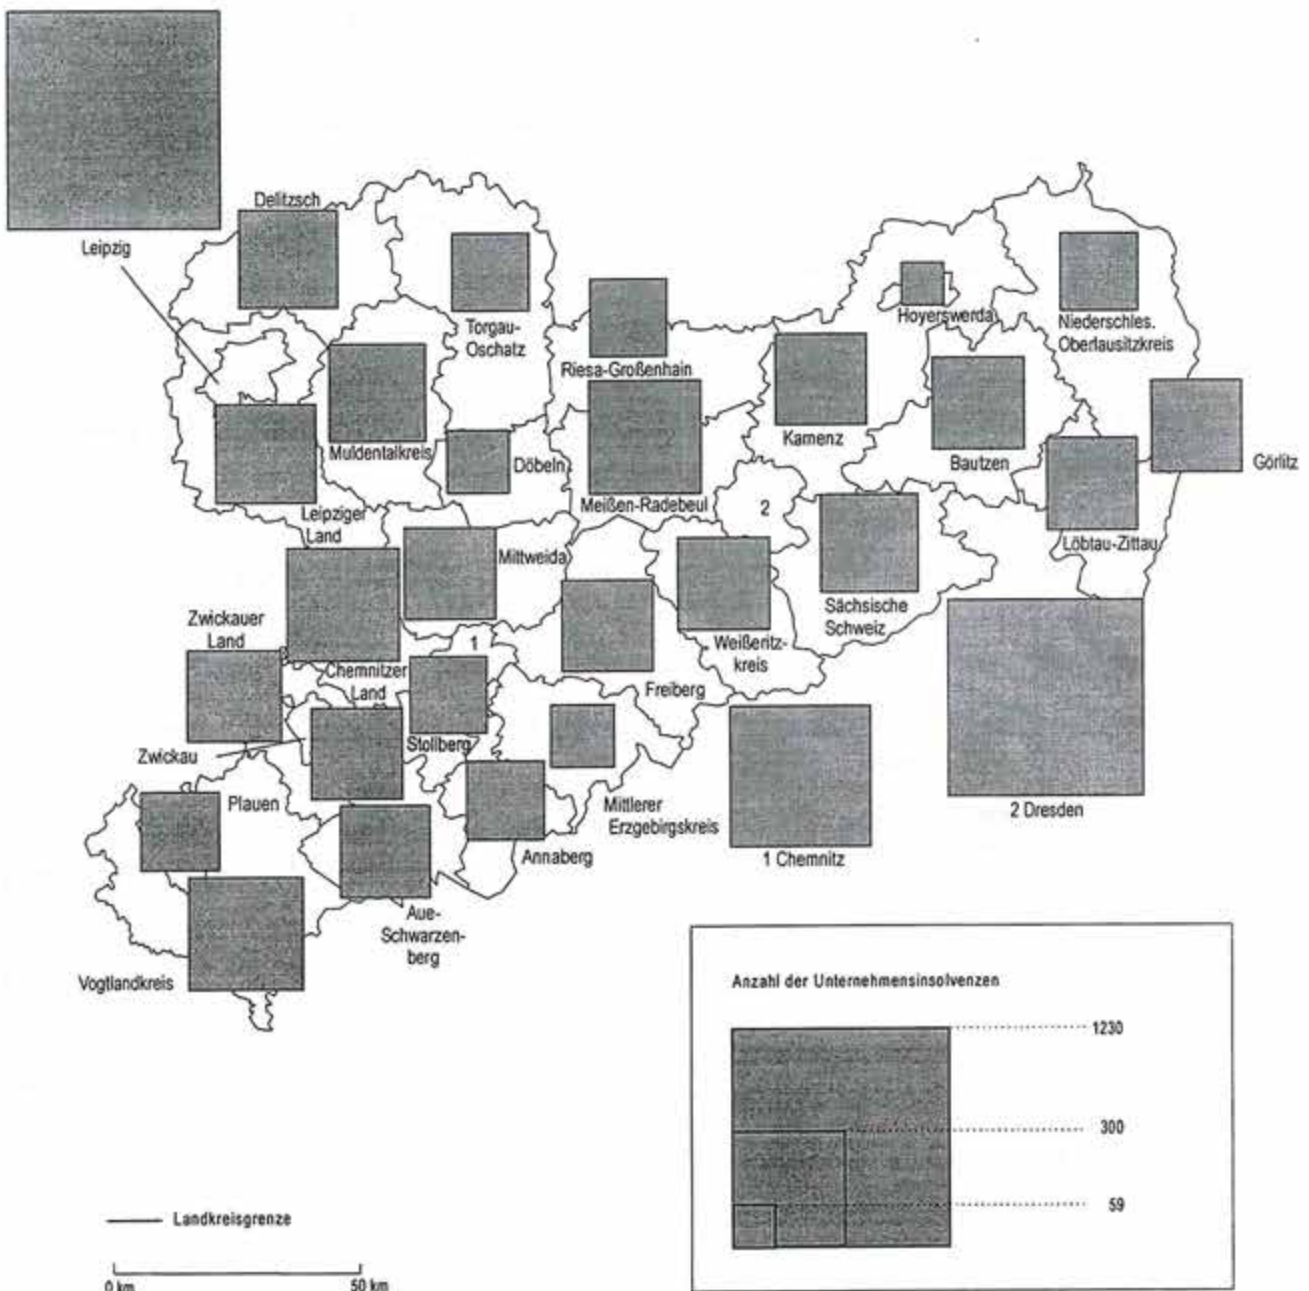 Delitzsch
Leipzig
Torgau-
Oschatz
Hoyerswerda
Niederschles.
Oberlausitzkreis
Riesa-Großenhain
Muldentalkreis
Döbeln
Kamenz
Bautzen
Görlitz
Meißen-Radebeul
2
Leipziger
Land
Mittweida
Löbtau-Zittau
Sächsische
Schweiz
Zwickauer
Land
1
Weißeritz-
kreis
Chemnitzer
Land
Freiberg
Stollberg
Zwickau
Plauen
Mittlerer
Erzgebirgskreis
2 Dresden
Annaberg
1 Chemnitz
Aue-
Schwarzen-
berg
Vogtlandkreis
Anzahl der Unternehmensinsolvenzen
1230
300
59
Landkreisgrenze
0 km 50 km